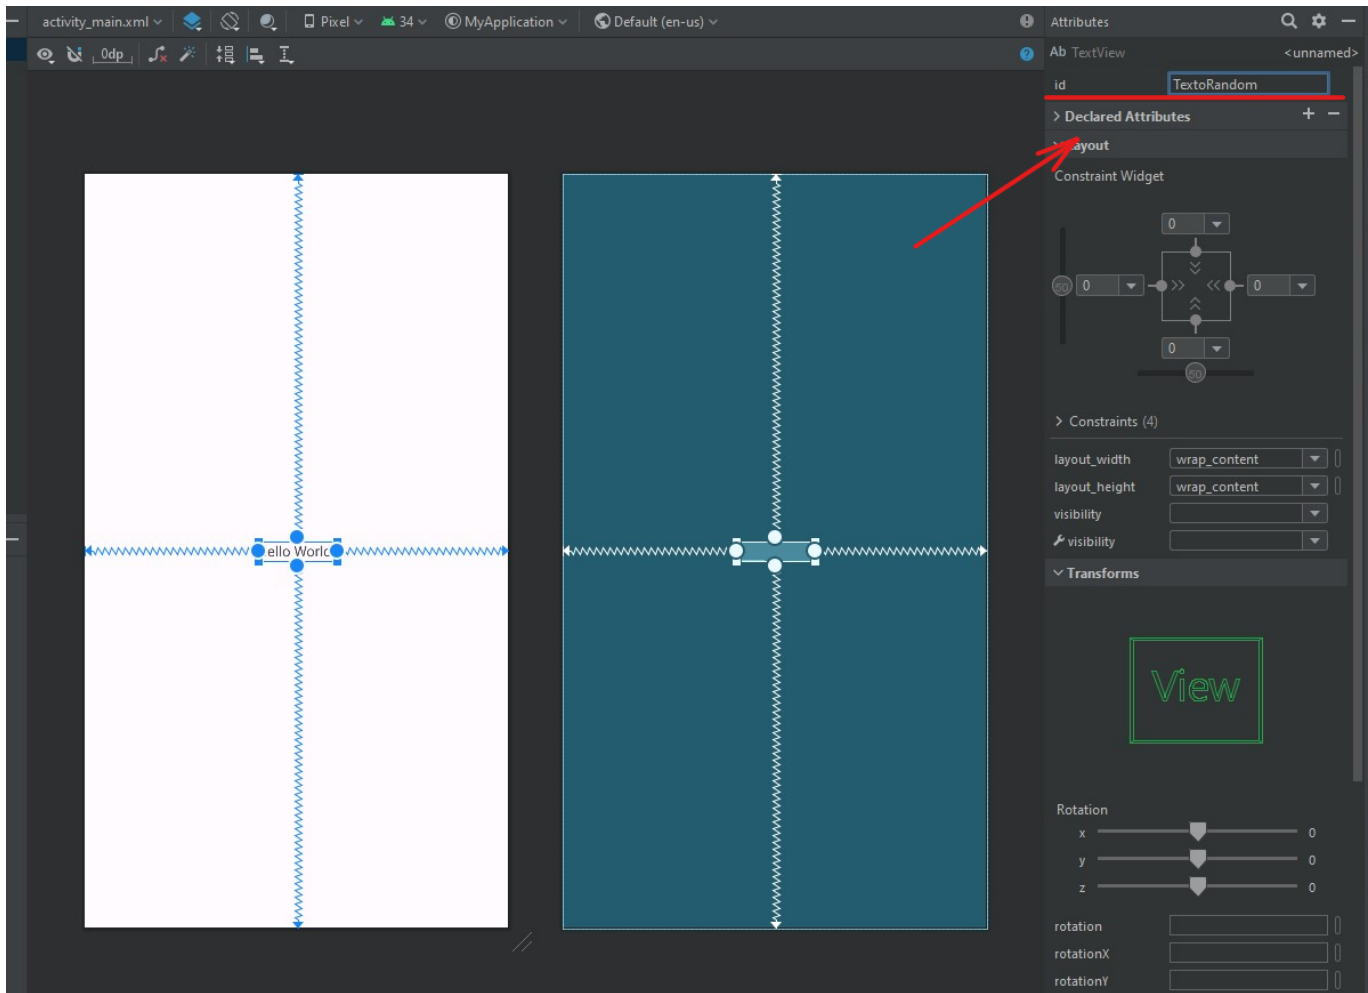 activity_main.xml
Pixel
34
MyApplication
Default (en-us)
Attributes
0dp
Ab TextView
<unnamed>
id
TextoRandom
Declared Attributes
ayout
Constraint Widget
0
50
0
0
0
50
Constraints (4)
layout_width
wrap_content
layout_height
wrap_content
visibility
visibility
ello World
Transforms
View
Rotation
x
0
y
0
z
0
rotation
rotationX
rotationY